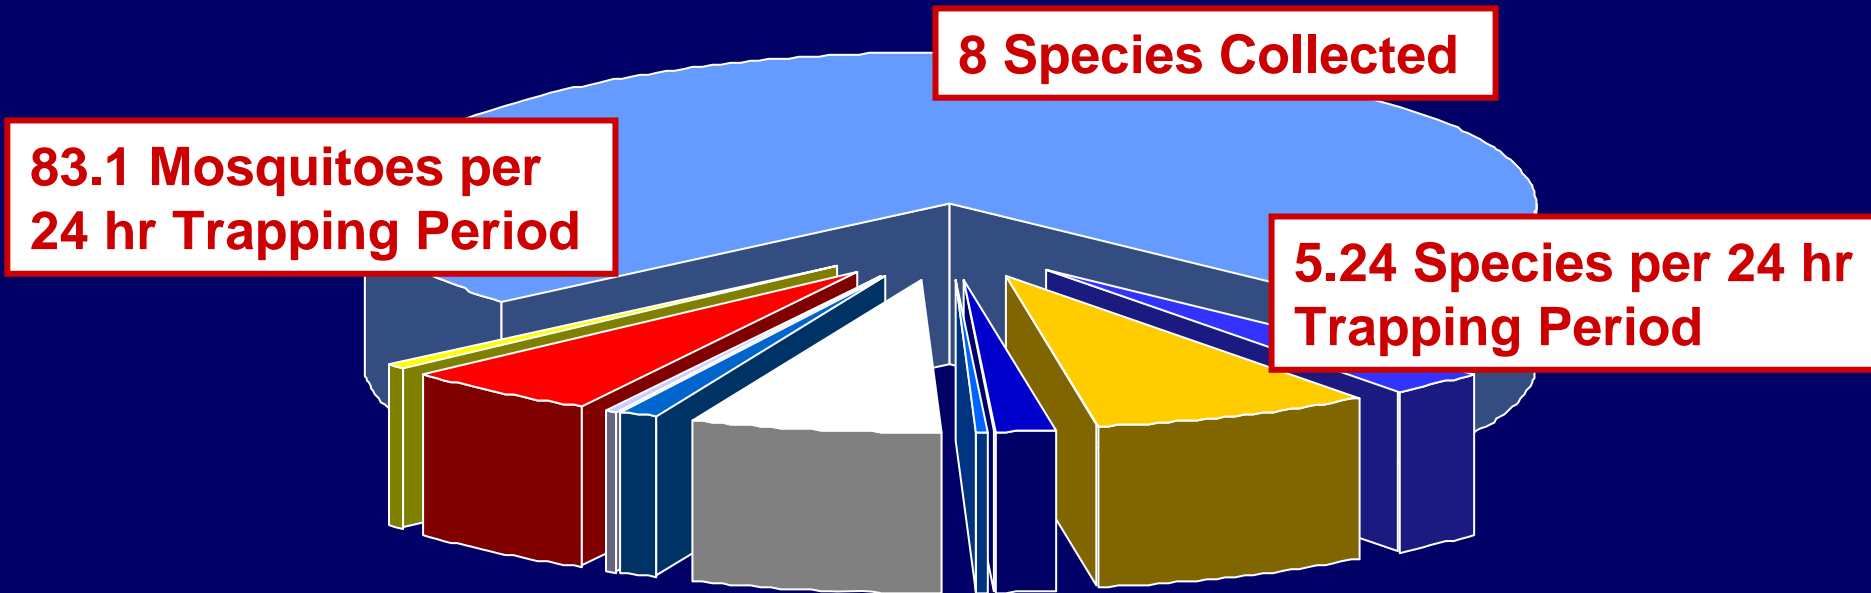 8 Species Collected
83.1 Mosquitoes per
24 hr Trapping Period
5.24 Species per 24 hr
Trapping Period